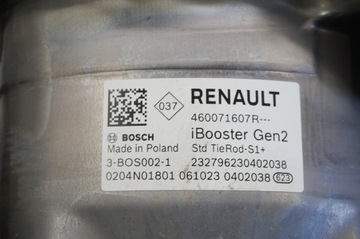 037 RENAULT
460071607R---
BOSCH iBooster Gen2
Made in Poland Std TieRod-S1+
3-BOS002-1 232796230402038
0204N01801 061023 0402038 623